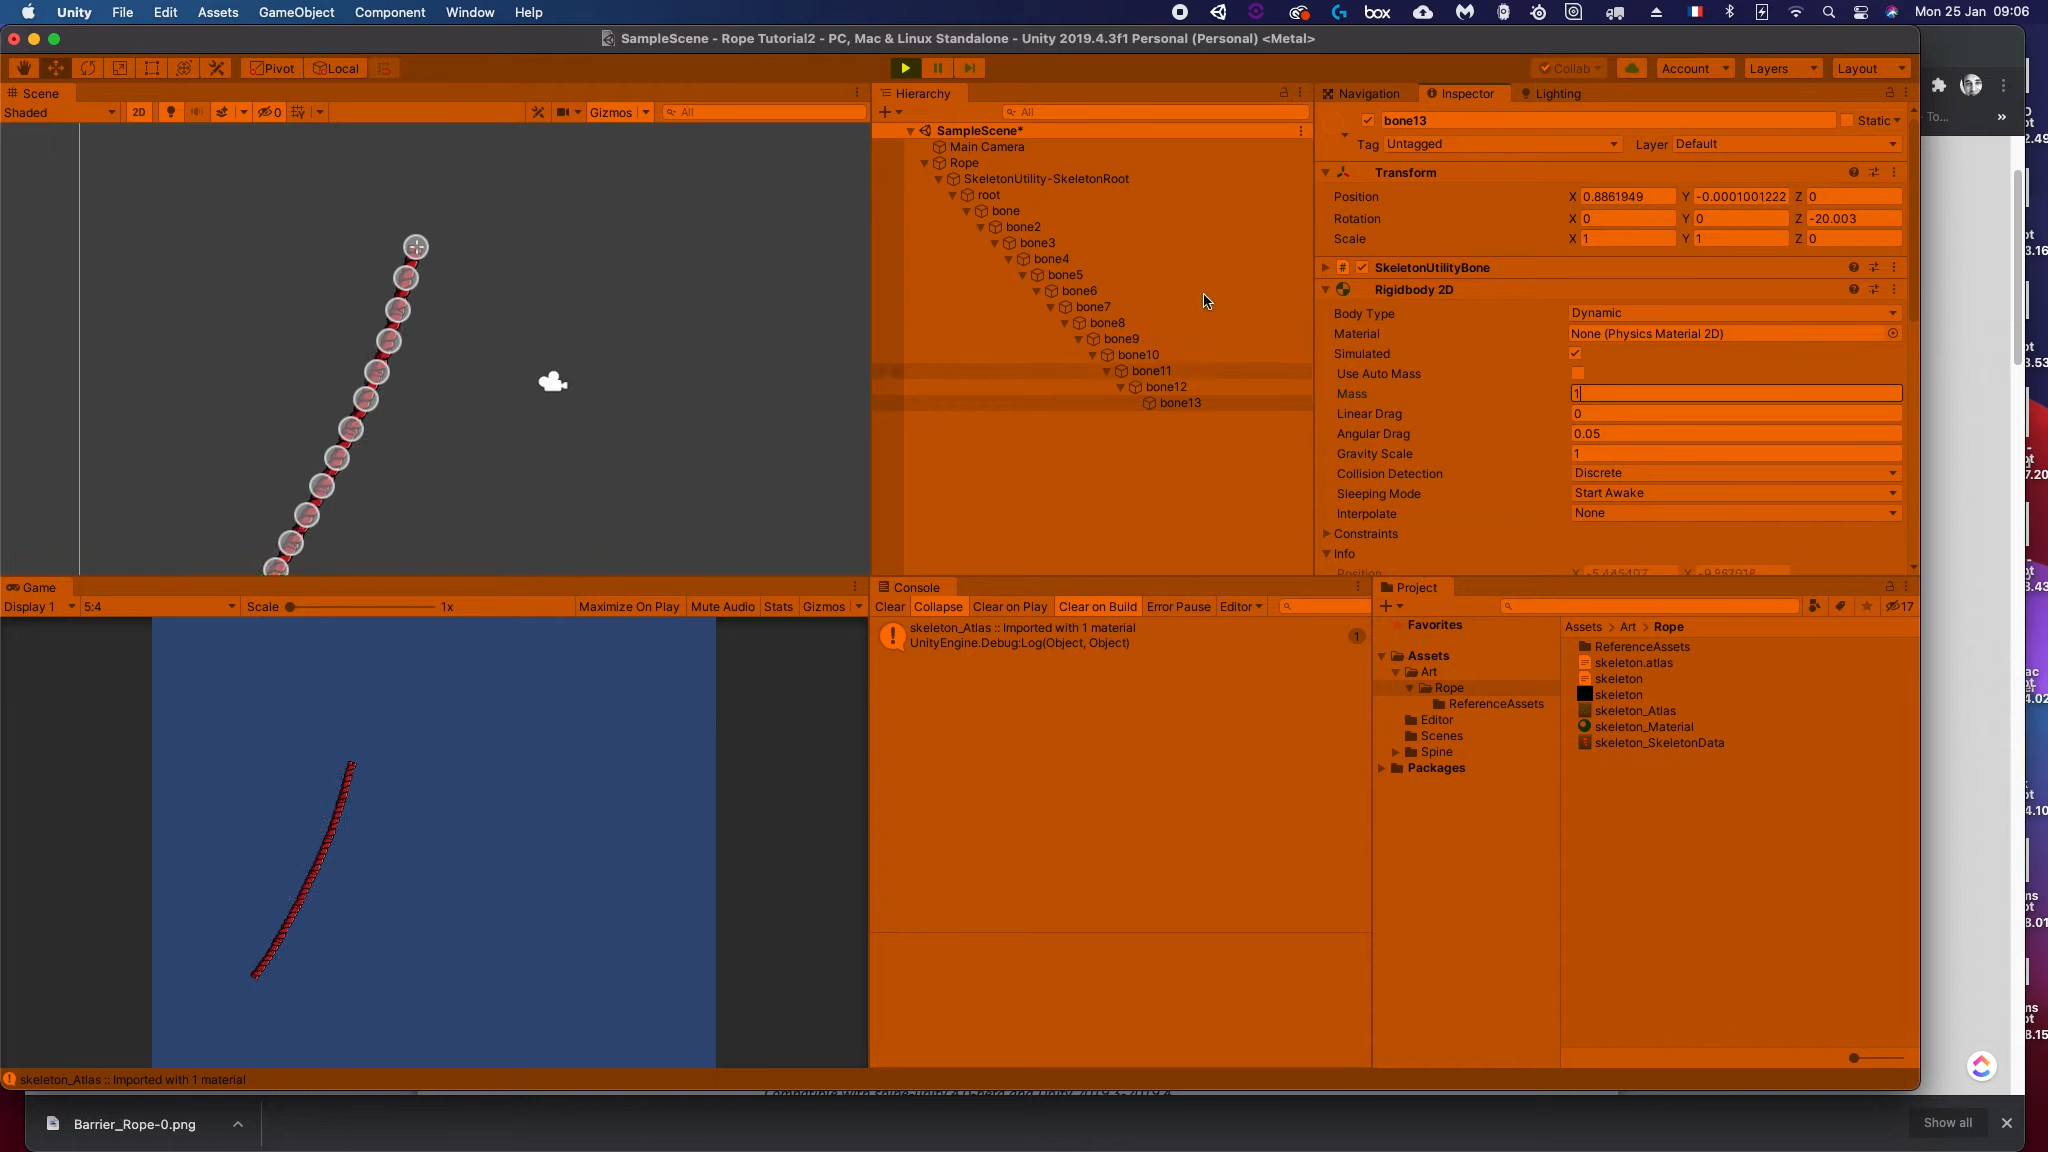 Unity File Edit Assets GameObject Component Window Help box Mon 25 Jan 09:06
SampleScene - Rope Tutorial2 - PC, Mac & Linux Standalone - Unity 2019.4.3f1 Personal (Personal) <Metal>
Pivot Local Collab Account Layers Layout
Scene
Shaded 2D 0 Gizmos All
Hierarchy
All
SampleScene*
Main Camera
Rope
SkeletonUtility-SkeletonRoot
root
bone
bone2
bone3
bone4
bone5
bone6
bone7
bone8
bone9
bone10
bone11
bone12
bone13
Navigation Inspector Lighting
bone13 Static
Tag Untagged Layer Default
Transform
Position X 0.8861949 Y -0.0001001222 Z 0
Rotation X 0 Y 0 Z -20.003
Scale X 1 Y 1 Z 0
SkeletonUtilityBone
Rigidbody 2D
Body Type Dynamic
Material None (Physics Material 2D)
Simulated
Use Auto Mass
Mass 1
Linear Drag 0
Angular Drag 0.05
Gravity Scale 1
Collision Detection Discrete
Sleeping Mode Start Awake
Interpolate None
Constraints
Info
Position X -5.445407 Y
Game
Display 1 5:4 Scale 1x Maximize On Play Mute Audio Stats Gizmos
Console
Clear Collapse Clear on Play Clear on Build Error Pause Editor
skeleton_Atlas :: Imported with 1 material
UnityEngine.Debug:Log(Object, Object)
1
Project
17
Favorites
Assets
Art
Rope
ReferenceAssets
Editor
Scenes
Spine
Packages
Assets > Art > Rope
ReferenceAssets
skeleton.atlas
skeleton
skeleton
skeleton_Atlas
skeleton_Material
skeleton_SkeletonData
skeleton_Atlas :: Imported with 1 material
Barrier_Rope-0.png
Show all
To...